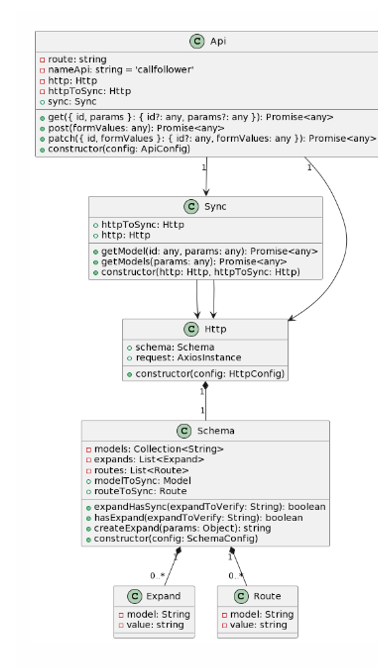 C Api
route: string
nameApi: string = 'callfollower'
http: Http
httpToSync: Http
sync: Sync
get({ id, params }: { id?: any, params?: any }): Promise<any>
post(formValues: any): Promise<any>
patch({ id, formValues }: { id?: any, formValues: any }): Promise<any>
constructor(config: ApiConfig)
1
1
C Sync
httpToSync: Http
http: Http
getModel(id: any, params: any): Promise<any>
getModels(params: any): Promise<any>
constructor(http: Http, httpToSync: Http)
C Http
schema: Schema
request: AxiosInstance
constructor(config: HttpConfig)
1
1
C Schema
models: Collection<String>
expands: List<Expand>
routes: List<Route>
modelToSync: Model
routeToSync: Route
expandHasSync(expandToVerify: String): boolean
hasExpand(expandToVerify: String): boolean
createExpand(params: Object): string
constructor(config: SchemaConfig)
1
1
0..*
0..*
C Expand
model: String
value: string
C Route
model: String
value: string